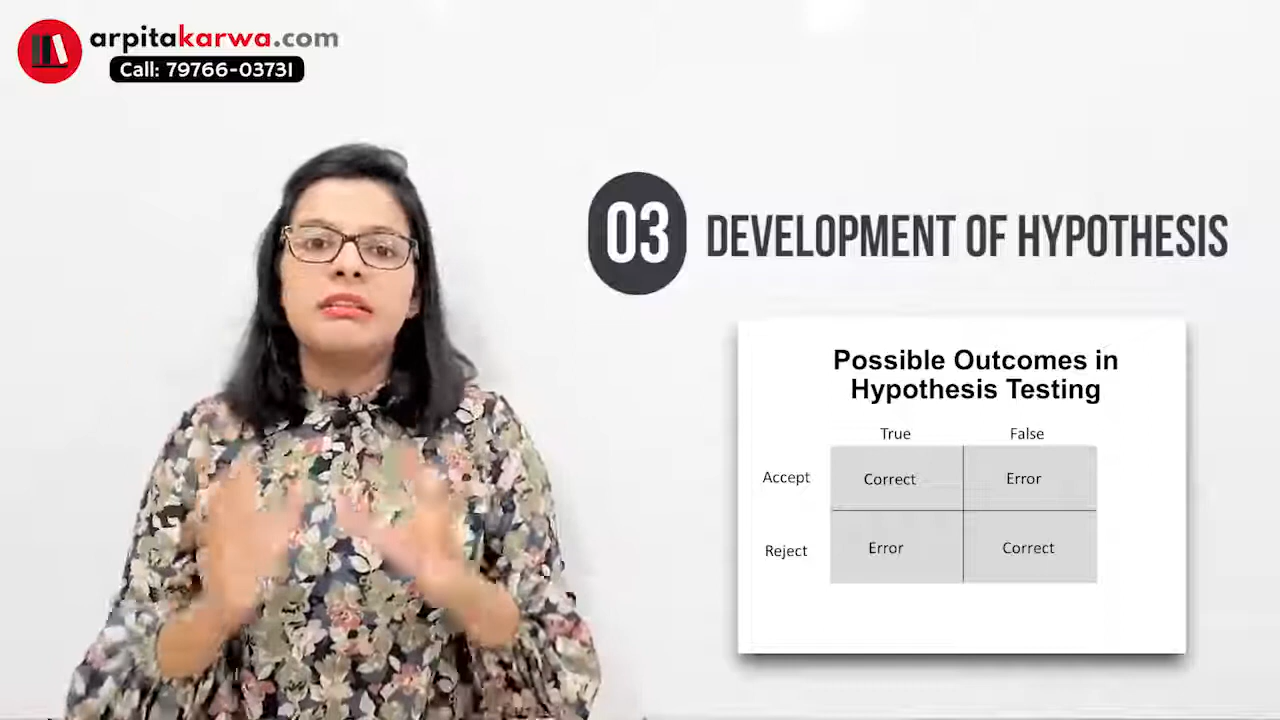 arpitakarwa.com
Call: 79766-03731
03 DEVELOPMENT OF HYPOTHESIS
Possible Outcomes in
Hypothesis Testing
True False
Accept Correct Error
Reject Error Correct